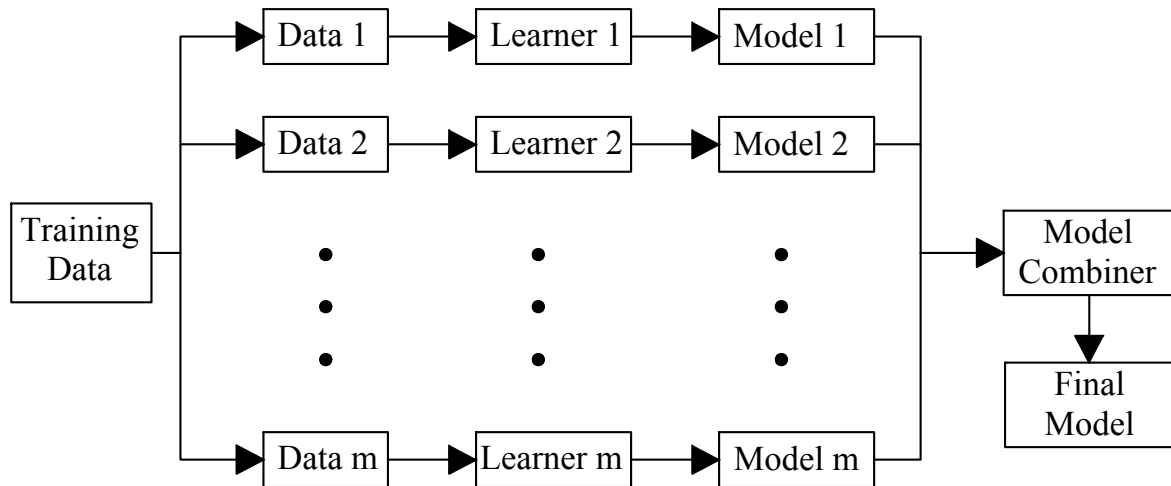 Data 1
Learner 1
Model 1
Data 2
Learner 2
Model 2
Training
Data
Model
Combiner
Final
Model
Data m
Learner m
Model m